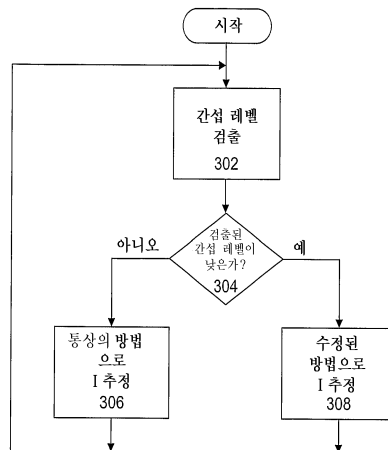 시작
간섭 레벨
검출
302
검출된
간섭 레벨이
낮은가?
304
아니오
예
통상의 방법
으로
I 추정
306
수정된
방법으로
I 추정
308